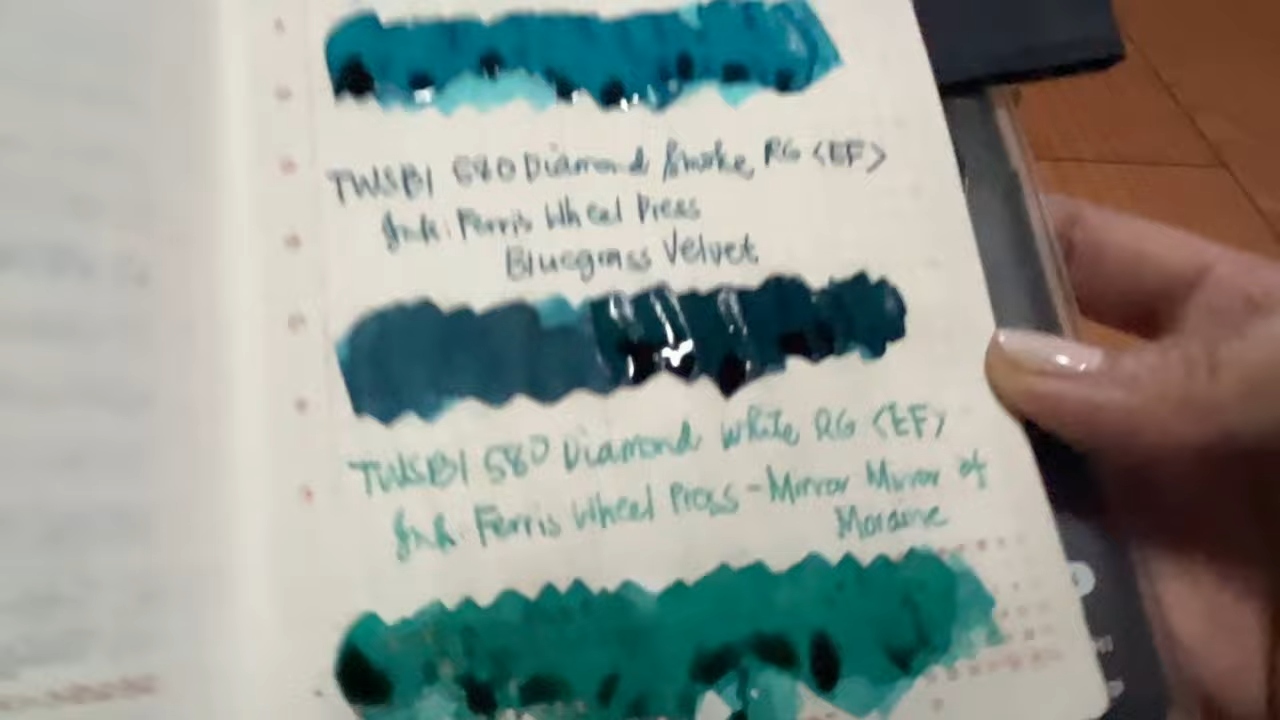 TWSBI 580 Diamond Smoke RG <EF>
Ink: Ferris Wheel Press
Bluegrass Velvet
TWSBI 580 Diamond White RG <EF>
Ink: Ferris Wheel Press - Mirror Mirror of
Moraine